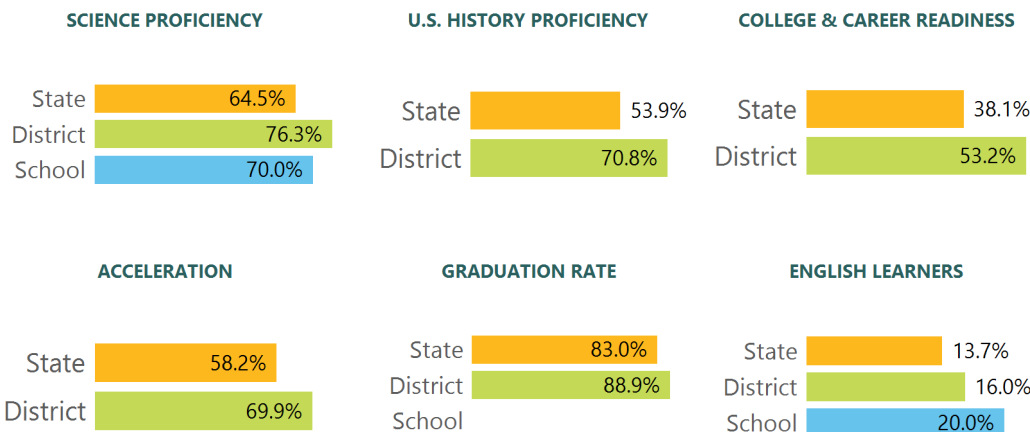 SCIENCE PROFICIENCY
State 64.5%
District 76.3%
School 70.0%
U.S. HISTORY PROFICIENCY
State 53.9%
District 70.8%
COLLEGE & CAREER READINESS
State 38.1%
District 53.2%
ACCELERATION
State 58.2%
District 69.9%
GRADUATION RATE
State 83.0%
District 88.9%
School
ENGLISH LEARNERS
State 13.7%
District 16.0%
School 20.0%